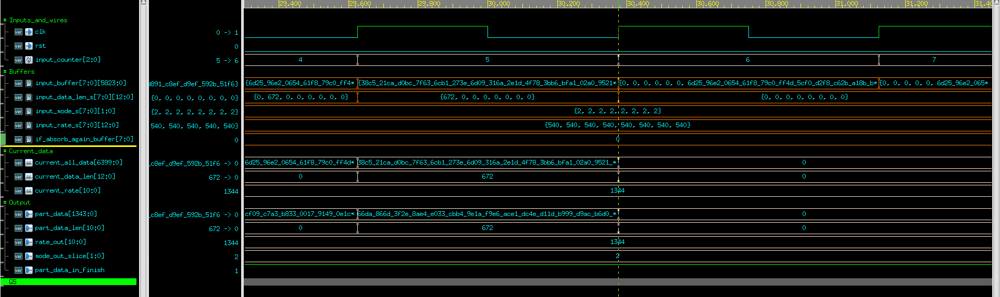 29,400 29,600 29,800 30,000 30,200 30,400 30,600 30,800 31,000 31,200 31,40
Inputs_and_wires
ver clk 0 -> 1
ver rst 0
ver input_counter[2:0] 5 -> 6 4 5 6 7
Buffers
ver input_buffer[7:0][5823:0] d891_c8ef_d9ef_592b_51f6} {6d25_96e2_0654_61f8_79c0_ff4* {38c5_21ca_d0bc_7f63_6cb1_273e_6d09_316a_2e1d_4f78_3bb6_bfa1_02a0_9521* {0, 0, 0, 0, 0, 0, 6d25_96e2_0654_61f8_79c0_ff4d_5cf0_d2f8_c62b_a18b_b* {0, 0, 0, 0, 0, 6d25_96e2_065*
ver input_data_len_s[7:0][12:0] {0, 0, 0, 0, 0, 0, 0, 0} {0, 672, 0, 0, 0, 0, 0, 0} {672, 0, 0, 0, 0, 0, 0, 0} {0, 0, 0, 0, 0, 0, 0, 0}
ver input_mode_s[7:0][1:0] {2, 2, 2, 2, 2, 2, 2, 2} {2, 2, 2, 2, 2, 2, 2, 2}
ver input_rate_s[7:0][12:0] 540, 540, 540, 540, 540} {540, 540, 540, 540, 540, 540, 540, 540}
ver if_absorb_again_buffer[7:0] 0 0
Current_data
ver current_all_data[6399:0] _c8ef_d9ef_592b_51f6 -> 0 6d25_96e2_0654_61f8_79c0_ff4d* 38c5_21ca_d0bc_7f63_6cb1_273e_6d09_316a_2e1d_4f78_3bb6_bfa1_02a0_9521_* 0
ver current_data_len[12:0] 672 -> 0 0 672 0
ver current_rate[10:0] 1344 1344
Output
ver part_data[1343:0] _c8ef_d9ef_592b_51f6 -> 0 cf09_c7a3_b833_0017_9149_0e1c* 66da_866d_3f2e_8ae4_e033_cbb4_9e1a_f9e6_ace1_dc4e_d11d_b999_d9ac_b6d0_* 0
ver part_data_len[10:0] 672 -> 0 0 672 0
ver rate_out[10:0] 1344 1344
ver mode_out_slice[1:0] 2 2
ver part_data_in_finish 1
G5